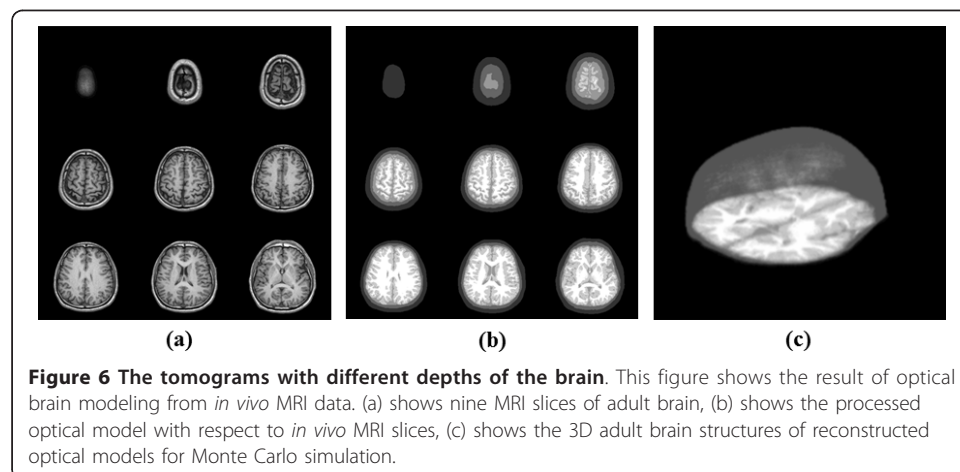 (a)
(b)
(c)
Figure 6 The tomograms with different depths of the brain. This figure shows the result of optical
brain modeling from in vivo MRI data. (a) shows nine MRI slices of adult brain, (b) shows the processed
optical model with respect to in vivo MRI slices, (c) shows the 3D adult brain structures of reconstructed
optical models for Monte Carlo simulation.